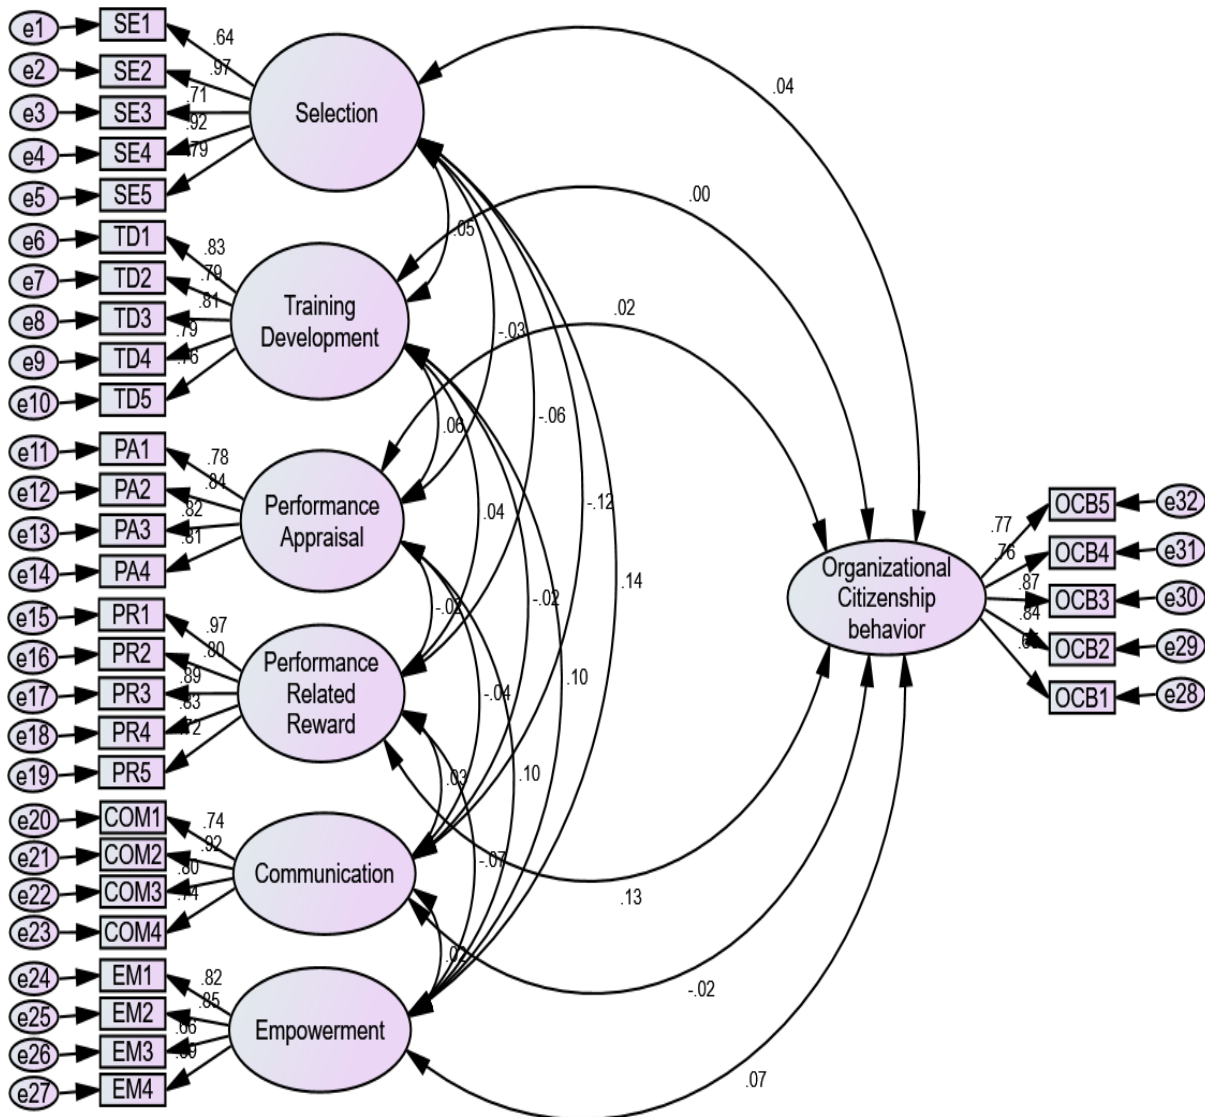 e1 SE1 .64
e2 SE2 .97
e3 SE3 .71
e4 SE4 .92
e5 SE5 .79
Selection
e6 TD1 .83
e7 TD2 .79
e8 TD3 .81
e9 TD4 .79
e10 TD5
Training
Development
e11 PA1 .78
e12 PA2 .84
e13 PA3 .82
e14 PA4 .81
Performance
Appraisal
e15 PR1 .97
e16 PR2 .80
e17 PR3 .89
e18 PR4 .83
e19 PR5 .72
Performance
Related
Reward
e20 COM1 .74
e21 COM2 .92
e22 COM3 .80
e23 COM4 .74
Communication
e24 EM1 .82
e25 EM2 .85
e26 EM3
e27 EM4
Empowerment
.04
.00
.02
.05
-.03
-.06
-.12
.14
.06
.04
-.02
.10
-.04
.10
.03
-.07
.02
.13
-.02
.07
Organizational
Citizenship
behavior
.77 OCB5 e32
.76 OCB4 e31
.87 OCB3 e30
.84 OCB2 e29
OCB1 e28